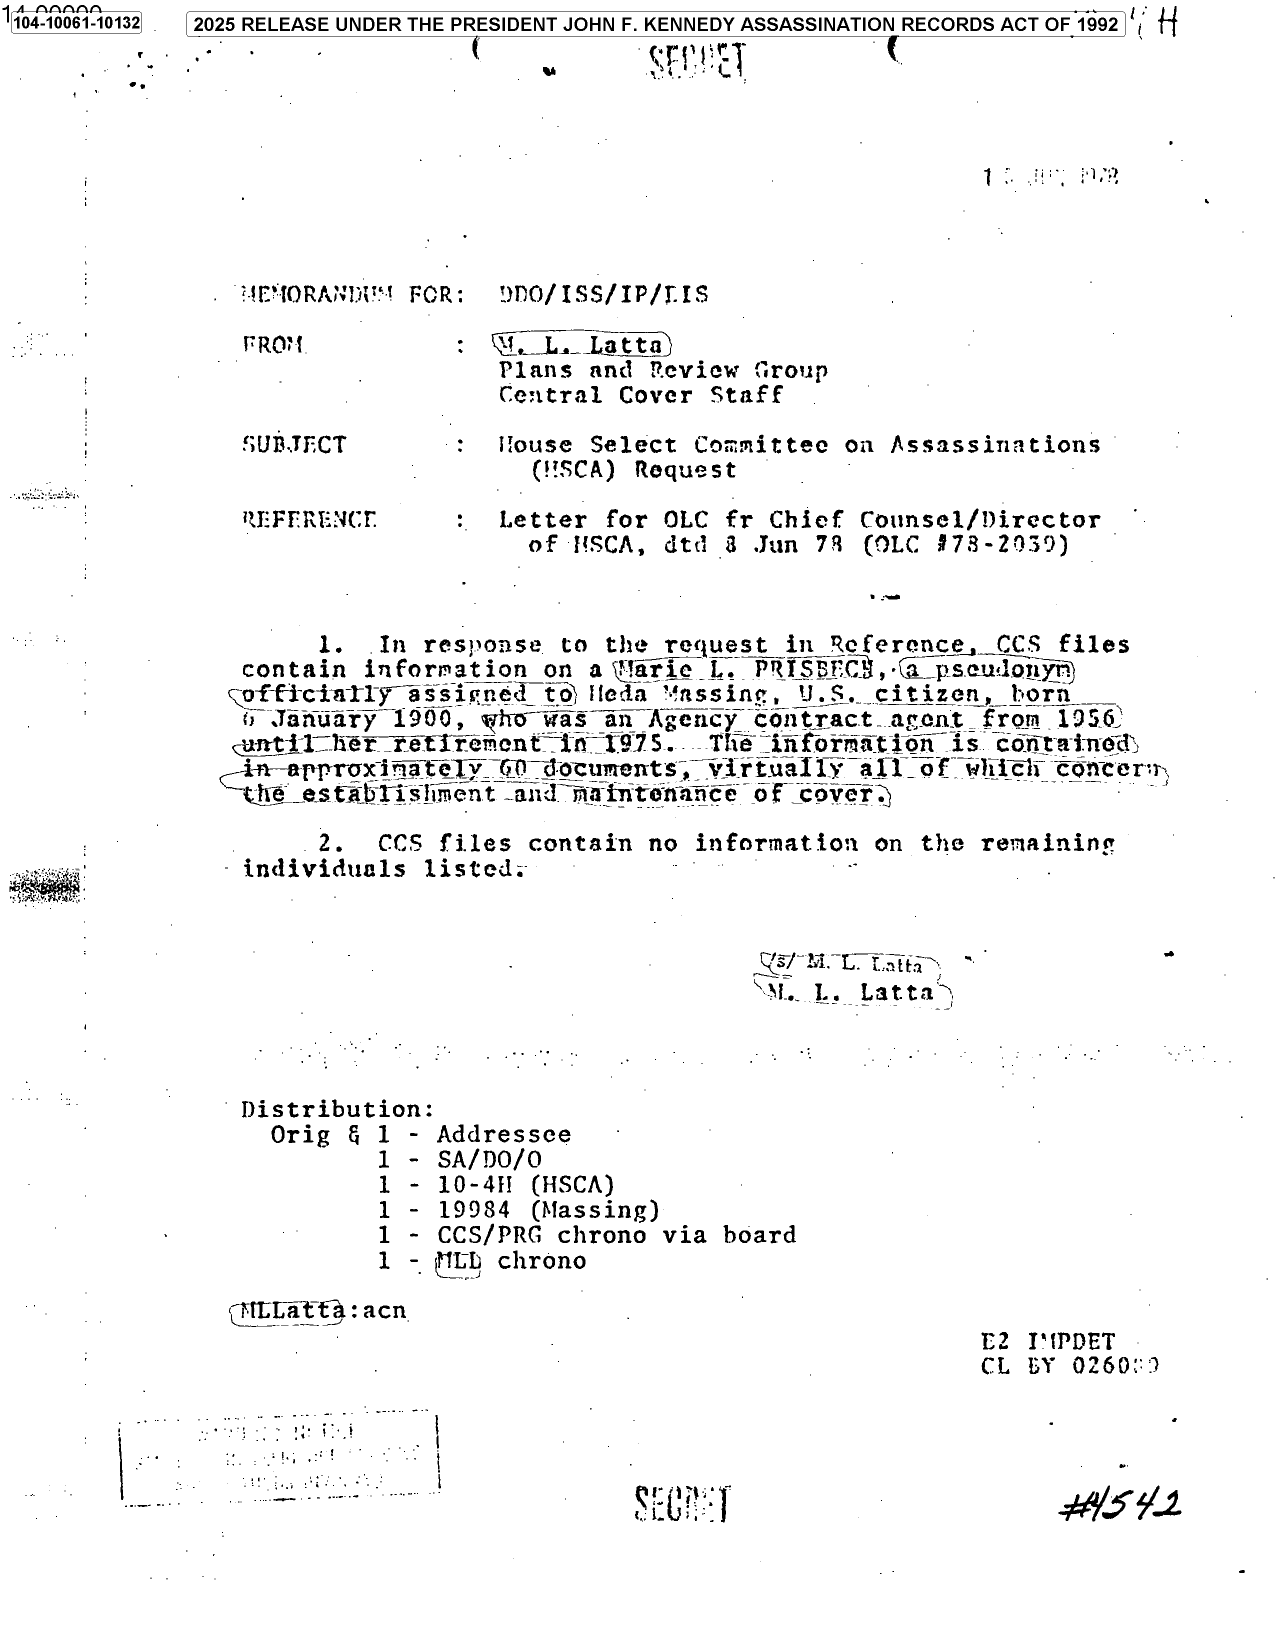 104-10061-10132
2025 RELEASE UNDER THE PRESIDENT JOHN F. KENNEDY ASSASSINATION RECORDS ACT OF 1992
4H
SECRET
MEMORANDUM FOR: DDO/ISS/IP/EIS
FROM : M. L. Latta
Plans and Review Group
Central Cover Staff
SUBJECT : House Select Committee on Assassinations
(HSCA) Request
REFERENCE : Letter for OLC fr Chief Counsel/Director
of HSCA, dtd 8 Jun 78 (OLC #78-2039)
1. In response to the request in Reference, CCS files
contain information on a Marie L. PRISBECH, a pseudonym
officially assigned to Heda Massing, U.S. citizen, born
6 January 1900, who was an Agency contract agent from 1956
until her retirement in 1975. The information is contained
in approximately 60 documents, virtually all of which concern
the establishment and maintenance of cover.
2. CCS files contain no information on the remaining
individuals listed.
/s/ M. L. Latta
M. L. Latta
Distribution:
Orig & 1 - Addressee
1 - SA/DO/O
1 - 10-4H (HSCA)
1 - 19984 (Massing)
1 - CCS/PRG chrono via board
1 - MLL chrono
MLLatta:acn
E2 IMPDET
CL BY
SECRET
#4542